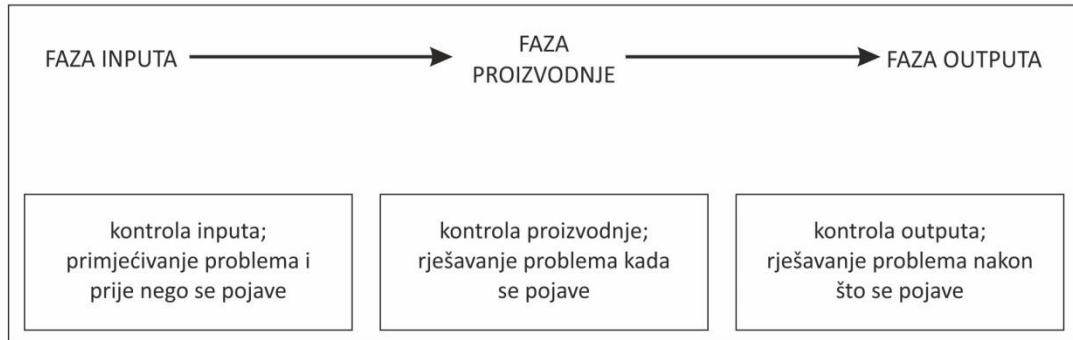 FAZA INPUTA
FAZA
PROIZVODNJE
FAZA OUTPUTA
kontrola inputa;
primjećivanje problema i
prije nego se pojave
kontrola proizvodnje;
rješavanje problema kada
se pojave
kontrola outputa;
rješavanje problema nakon
što se pojave